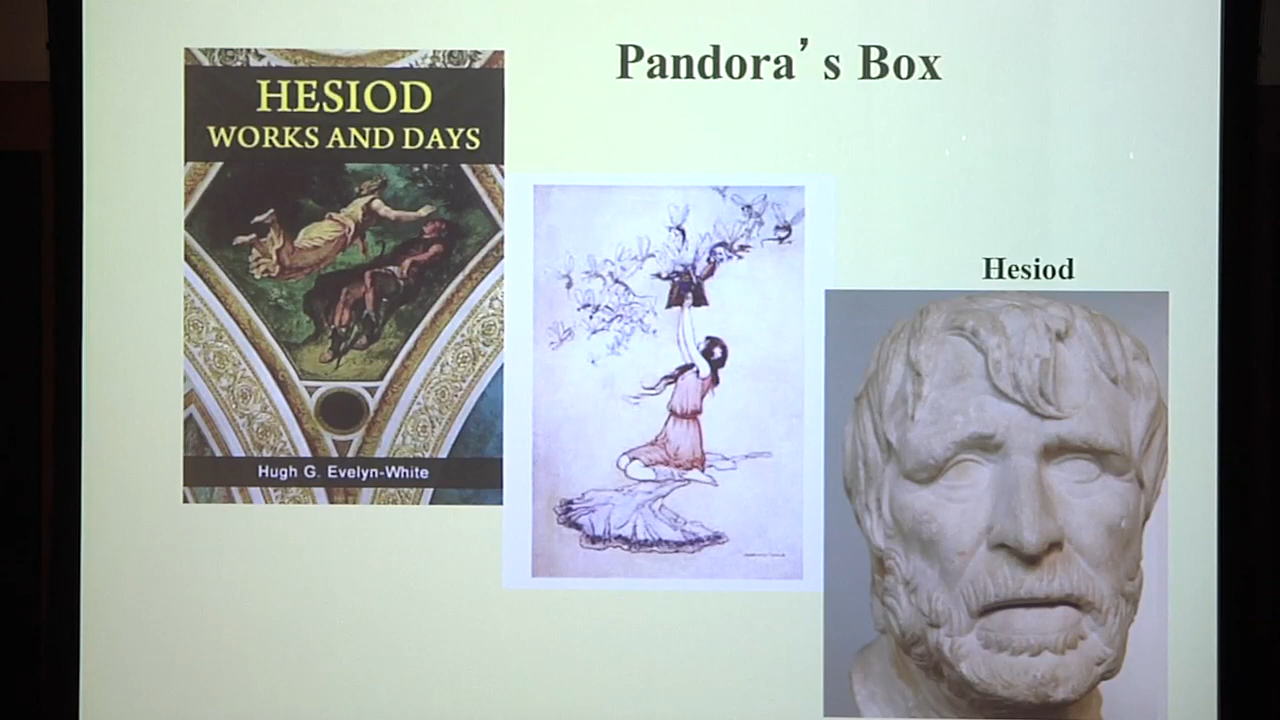 Pandora’s Box
HESIOD
WORKS AND DAYS
Hugh G. Evelyn-White
Hesiod